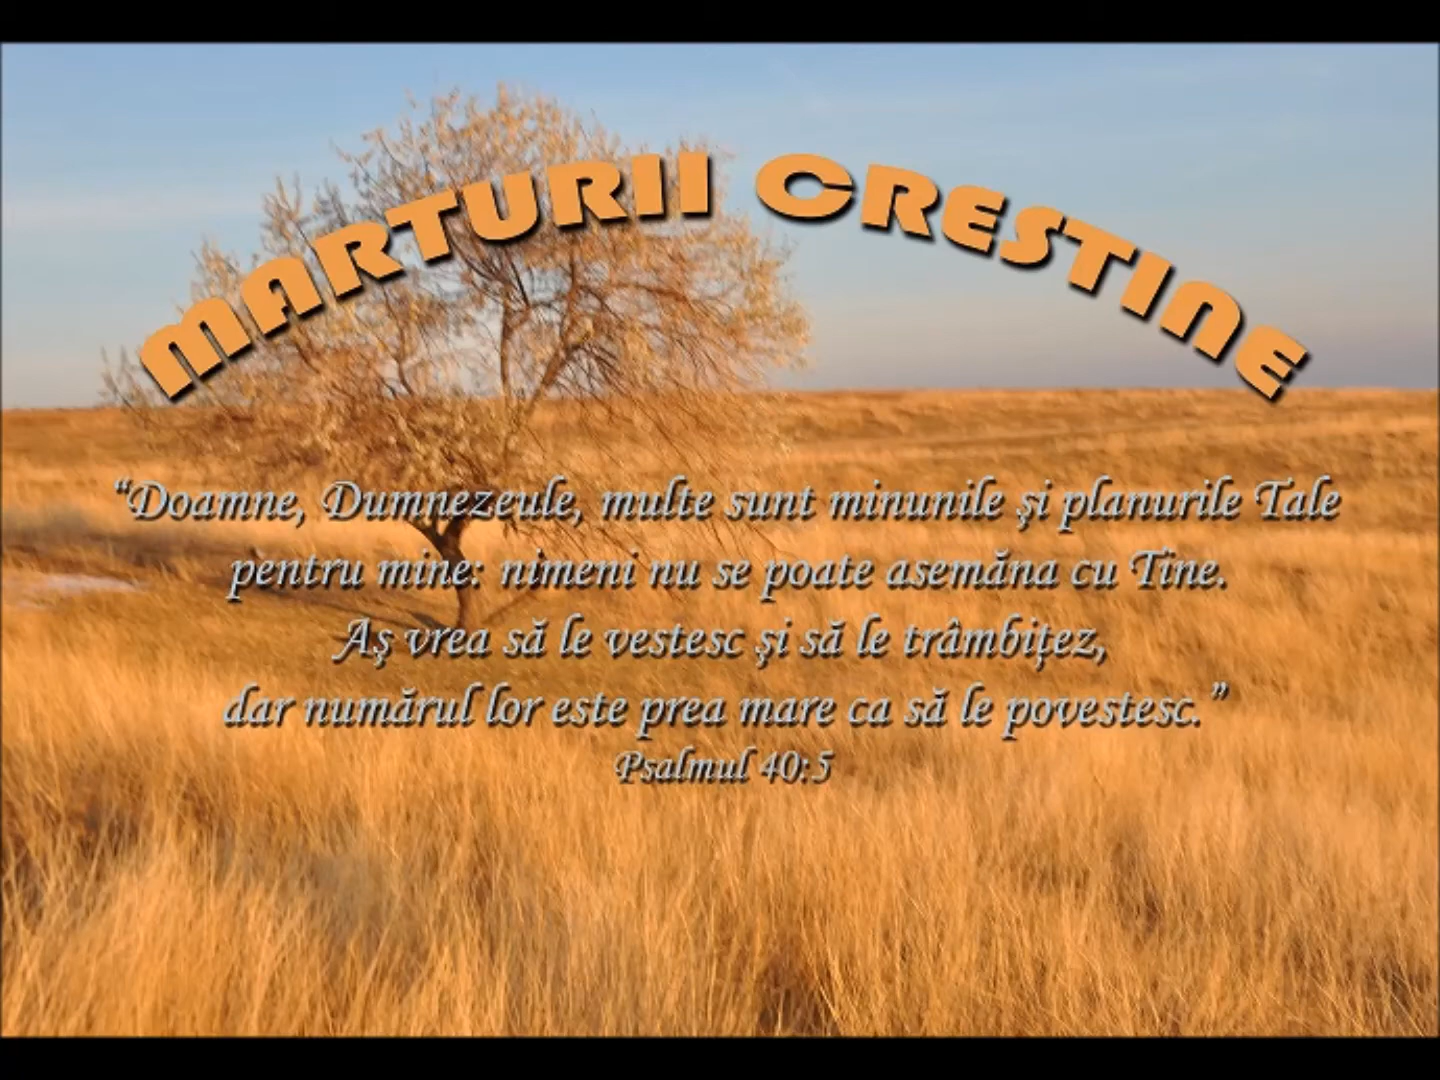 MARTURII CRESTINE
“Doamne, Dumnezeule, multe sunt minunile şi planurile Tale
pentru mine: nimeni nu se poate asemăna cu Tine.
Aş vrea să le vestesc şi să le trâmbiţez,
dar numărul lor este prea mare ca să le povestesc.”
Psalmul 40:5